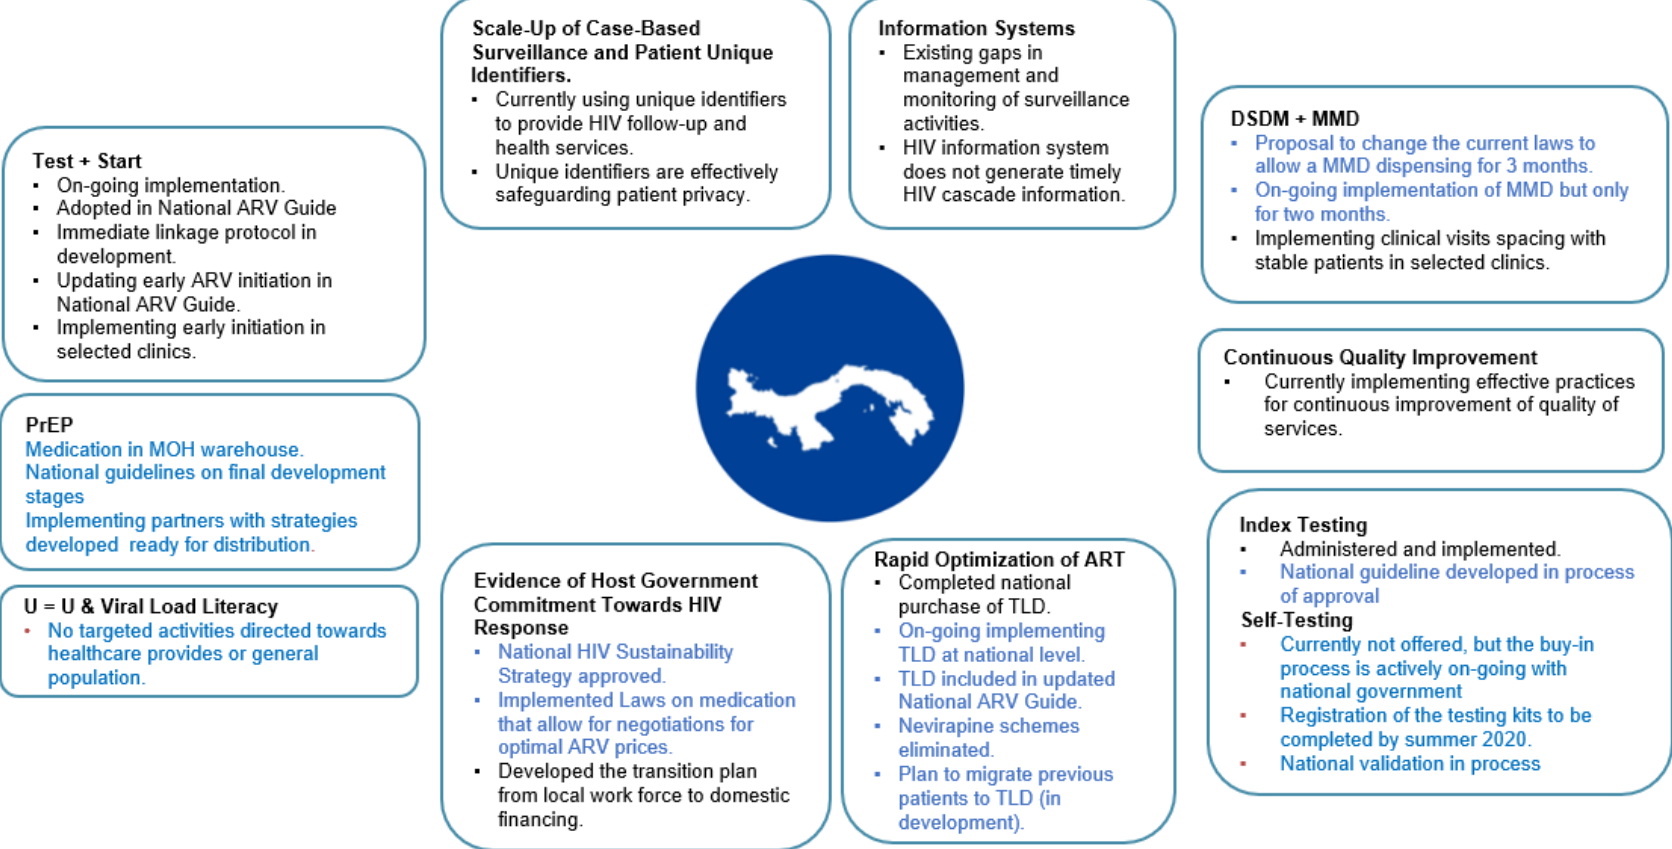 Scale-Up of Case-Based
Surveillance and Patient Unique
Identifiers.
▪ Currently using unique identifiers
to provide HIV follow-up and
health services.
▪ Unique identifiers are effectively
safeguarding patient privacy.
Information Systems
▪ Existing gaps in
management and
monitoring of surveillance
activities.
▪ HIV information system
does not generate timely
HIV cascade information.
Test + Start
▪ On-going implementation.
▪ Adopted in National ARV Guide
▪ Immediate linkage protocol in
development.
▪ Updating early ARV initiation in
National ARV Guide.
▪ Implementing early initiation in
selected clinics.
DSDM + MMD
▪ Proposal to change the current laws to
allow a MMD dispensing for 3 months.
▪ On-going implementation of MMD but only
for two months.
▪ Implementing clinical visits spacing with
stable patients in selected clinics.
PrEP
Medication in MOH warehouse.
National guidelines on final development
stages
Implementing partners with strategies
developed ready for distribution.
Continuous Quality Improvement
▪ Currently implementing effective practices
for continuous improvement of quality of
services.
U = U & Viral Load Literacy
• No targeted activities directed towards
healthcare provides or general
population.
Evidence of Host Government
Commitment Towards HIV
Response
▪ National HIV Sustainability
Strategy approved.
▪ Implemented Laws on medication
that allow for negotiations for
optimal ARV prices.
▪ Developed the transition plan
from local work force to domestic
financing.
Rapid Optimization of ART
▪ Completed national
purchase of TLD.
▪ On-going implementing
TLD at national level.
▪ TLD included in updated
National ARV Guide.
▪ Nevirapine schemes
eliminated.
▪ Plan to migrate previous
patients to TLD (in
development).
Index Testing
▪ Administered and implemented.
▪ National guideline developed in process
of approval
Self-Testing
▪ Currently not offered, but the buy-in
process is actively on-going with
national government
▪ Registration of the testing kits to be
completed by summer 2020.
▪ National validation in process